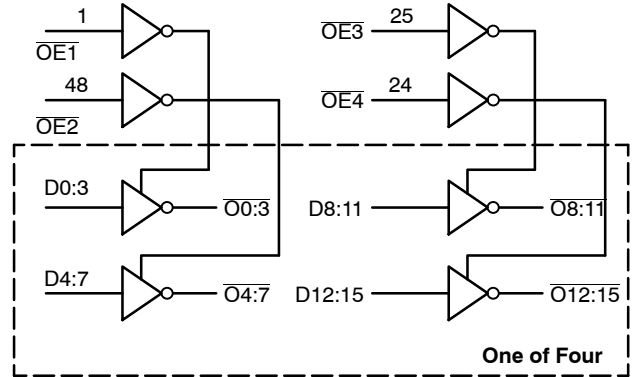 1
OE1
25
OE3
48
OE2
24
OE4
D0:3
O0:3
D8:11
O8:11
D4:7
O4:7
D12:15
O12:15
One of Four